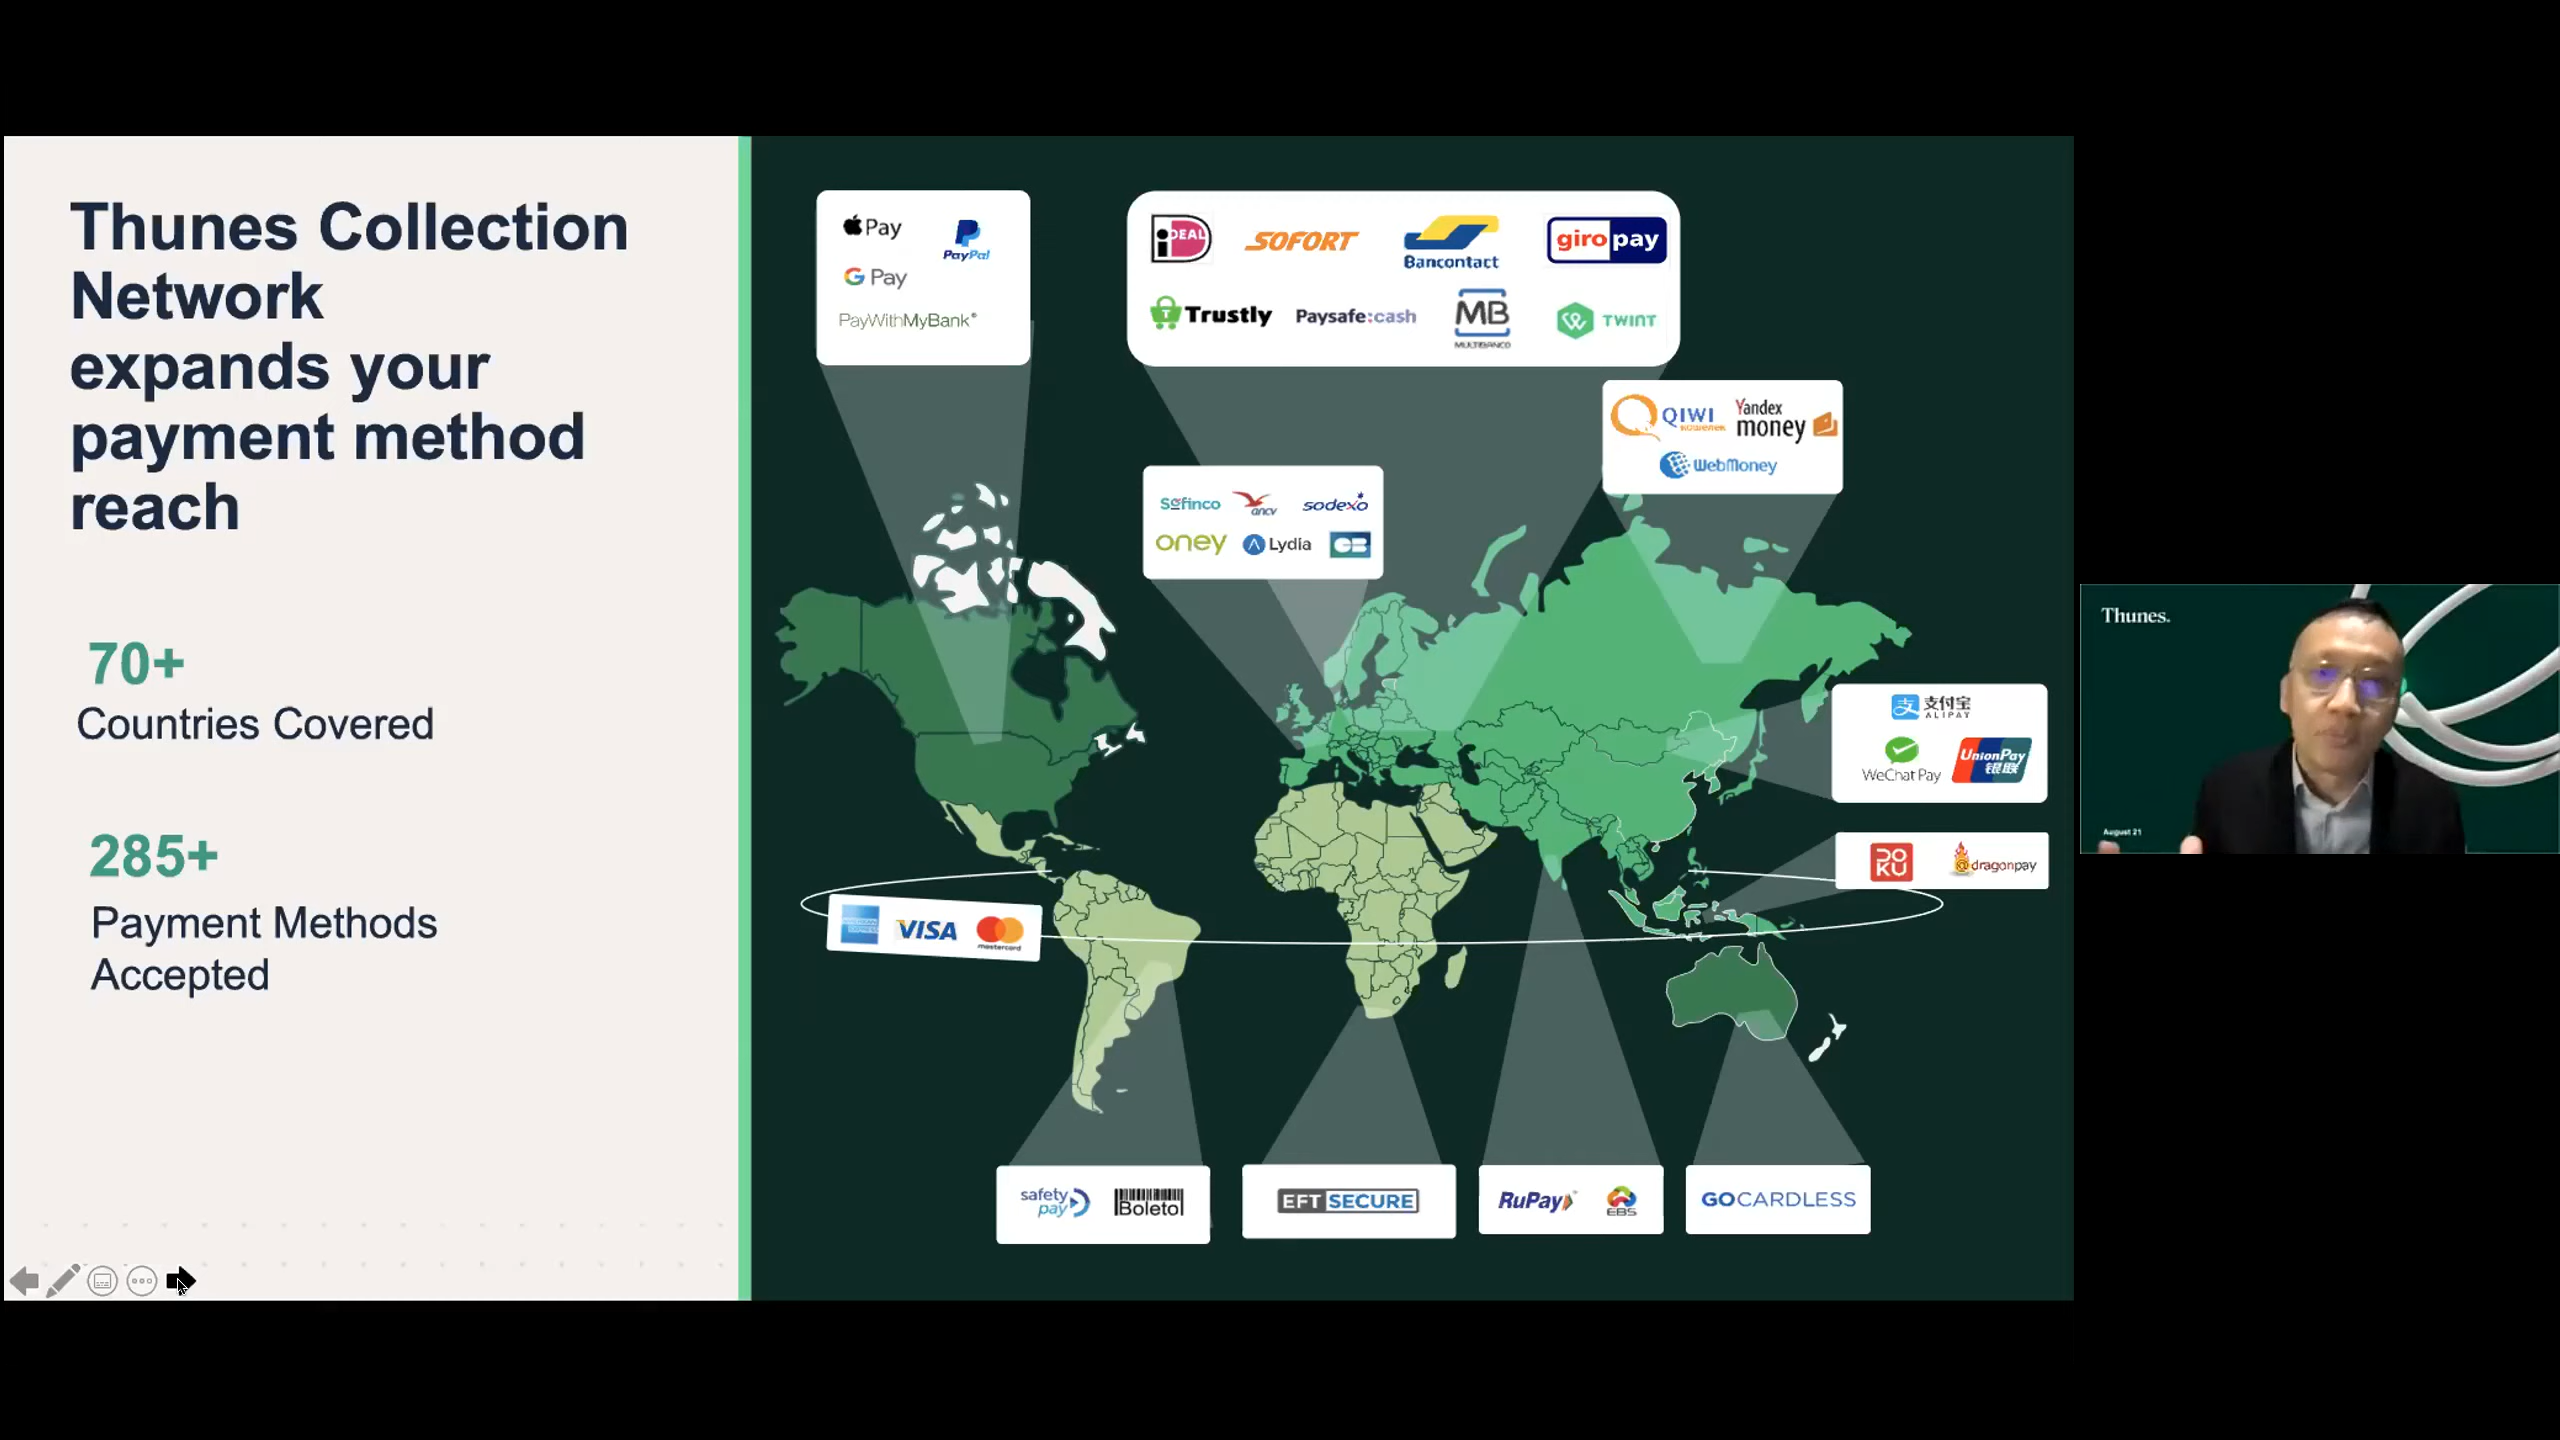 Thunes Collection
Network
expands your
payment method
reach
70+
Countries Covered
285+
Payment Methods
Accepted
Pay
PayPal
G Pay
PayWithMyBank®
iDEAL
SOFORT
Bancontact
giropay
Trustly
Paysafe:cash
MB
MULTIBANCO
TWINT
QIWI
Yandex
money
WebMoney
Sofinco
ancv
sodexo
oney
Lydia
CB
支 支付宝
ALIPAY
WeChat Pay
UnionPay
银联
DOKU
dragonpay
AMERICAN EXPRESS
VISA
mastercard
safety
pay
Boleto
EFT SECURE
RuPay
EBS
GOCARDLESS
Thunes.
August 21